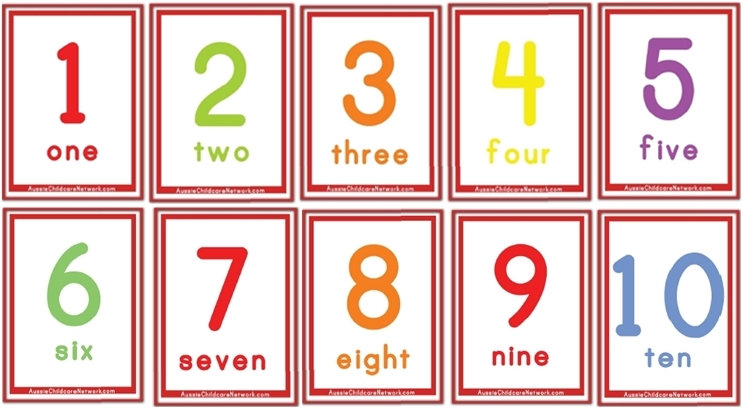 1 2 3 4 5
one two three four five
AussieChildcareNetwork.com AussieChildcareNetwork.com AussieChildcareNetwork.com AussieChildcareNetwork.com AussieChildcareNetwork.com
6 7 8 9 10
six seven eight nine ten
AussieChildcareNetwork.com AussieChildcareNetwork.com AussieChildcareNetwork.com AussieChildcareNetwork.com AussieChildcareNetwork.com